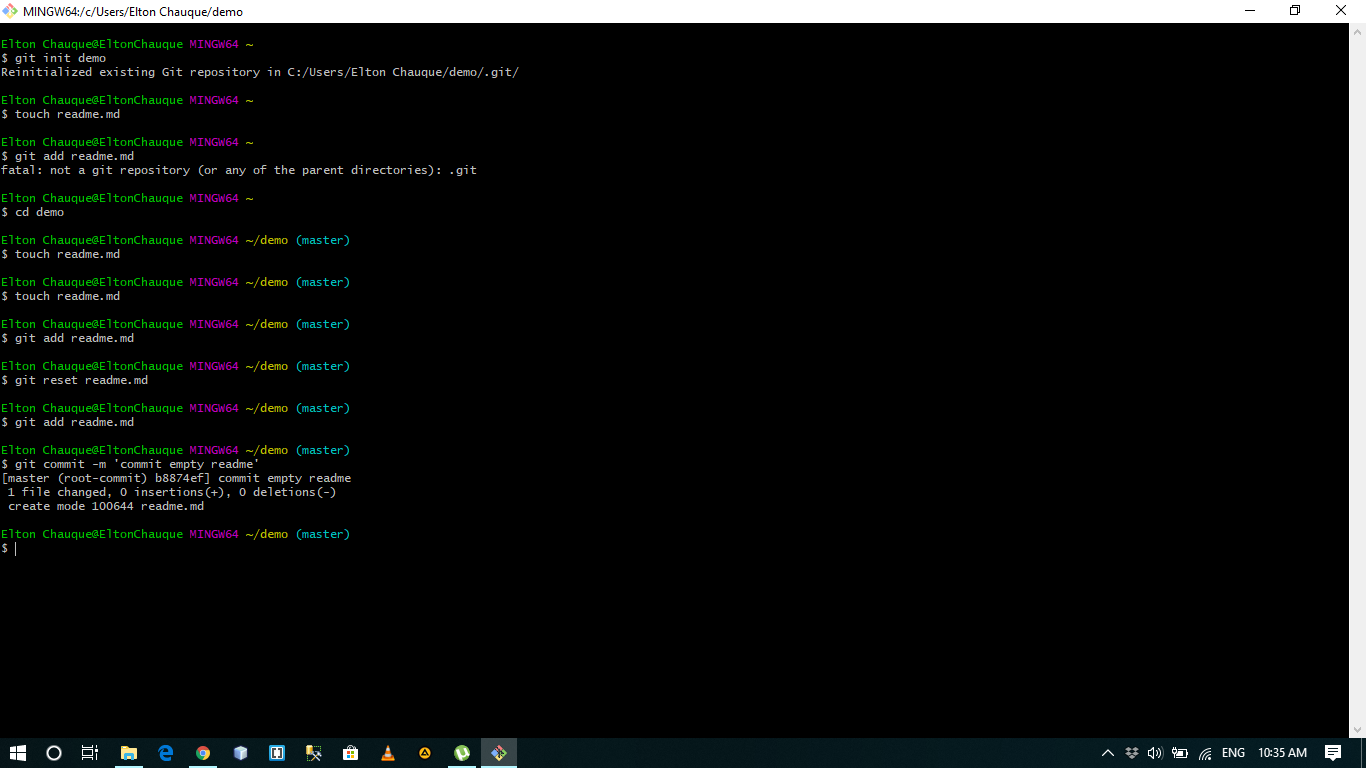 MINGW64:/c/Users/Elton Chauque/demo
Elton Chauque@EltonChauque MINGW64 ~
$ git init demo
Reinitialized existing Git repository in C:/Users/Elton Chauque/demo/.git/
Elton Chauque@EltonChauque MINGW64 ~
$ touch readme.md
Elton Chauque@EltonChauque MINGW64 ~
$ git add readme.md
fatal: not a git repository (or any of the parent directories): .git
Elton Chauque@EltonChauque MINGW64 ~
$ cd demo
Elton Chauque@EltonChauque MINGW64 ~/demo (master)
$ touch readme.md
Elton Chauque@EltonChauque MINGW64 ~/demo (master)
$ touch readme.md
Elton Chauque@EltonChauque MINGW64 ~/demo (master)
$ git add readme.md
Elton Chauque@EltonChauque MINGW64 ~/demo (master)
$ git reset readme.md
Elton Chauque@EltonChauque MINGW64 ~/demo (master)
$ git add readme.md
Elton Chauque@EltonChauque MINGW64 ~/demo (master)
$ git commit -m 'commit empty readme'
[master (root-commit) b8874ef] commit empty readme
 1 file changed, 0 insertions(+), 0 deletions(-)
 create mode 100644 readme.md
Elton Chauque@EltonChauque MINGW64 ~/demo (master)
$
ENG 10:35 AM